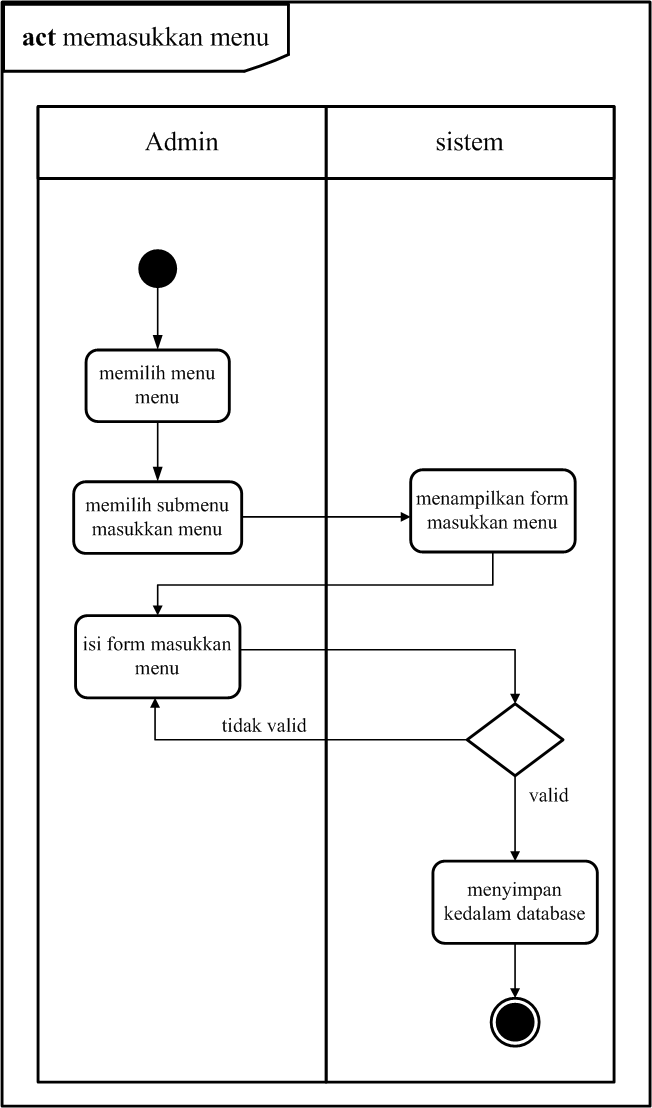 act memasukkan menu
Admin
sistem
memilih menu
menu
memilih submenu
masukkan menu
menampilkan form
masukkan menu
isi form masukkan
menu
tidak valid
valid
menyimpan
kedalam database